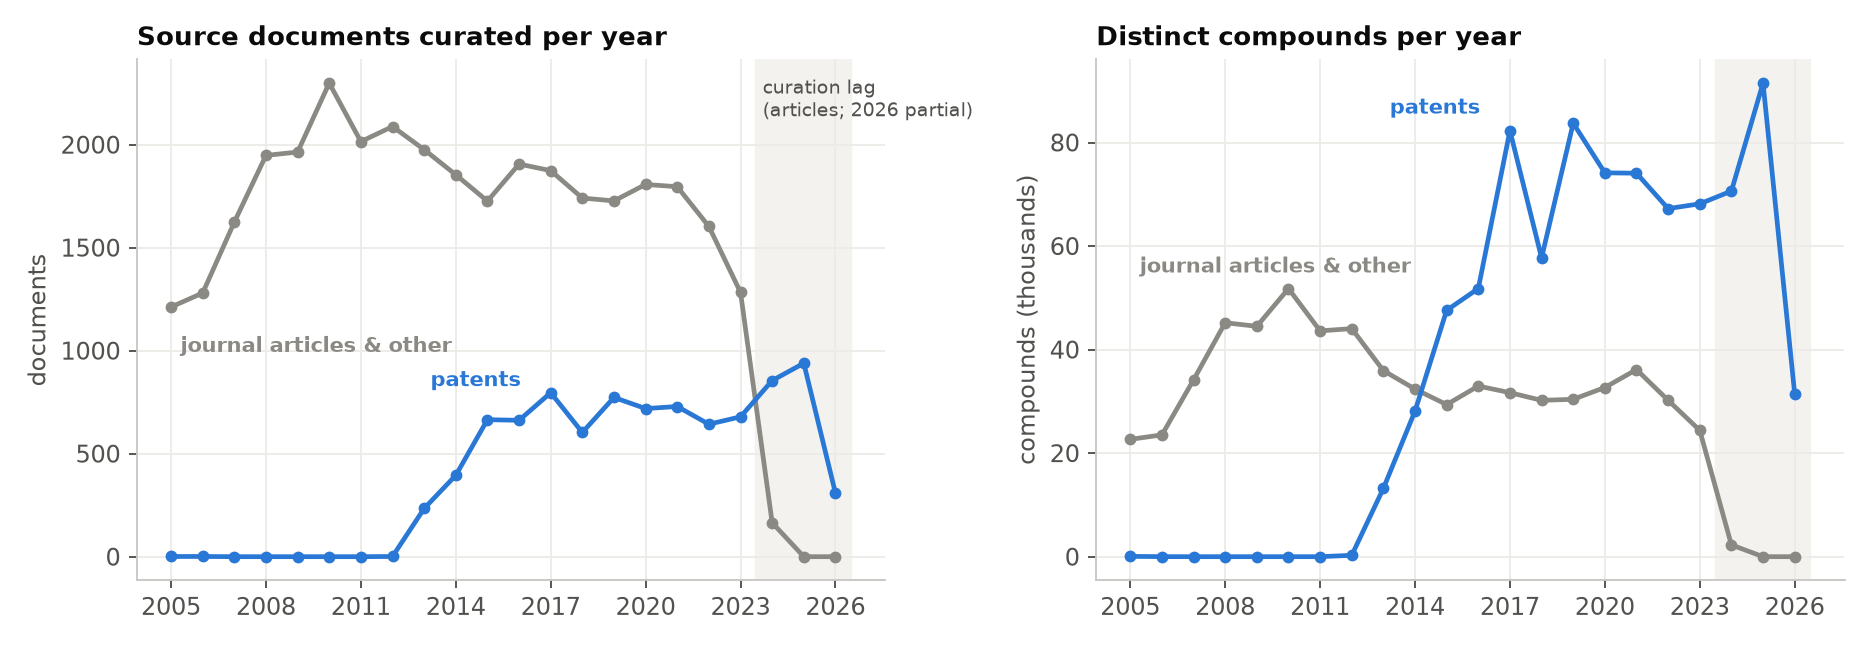 Source documents curated per year
documents
2000
1500
1000
500
0
curation lag
(articles; 2026 partial)
journal articles & other
patents
2005 2008 2011 2014 2017 2020 2023 2026
Distinct compounds per year
compounds (thousands)
80
60
40
20
0
patents
journal articles & other
2005 2008 2011 2014 2017 2020 2023 2026